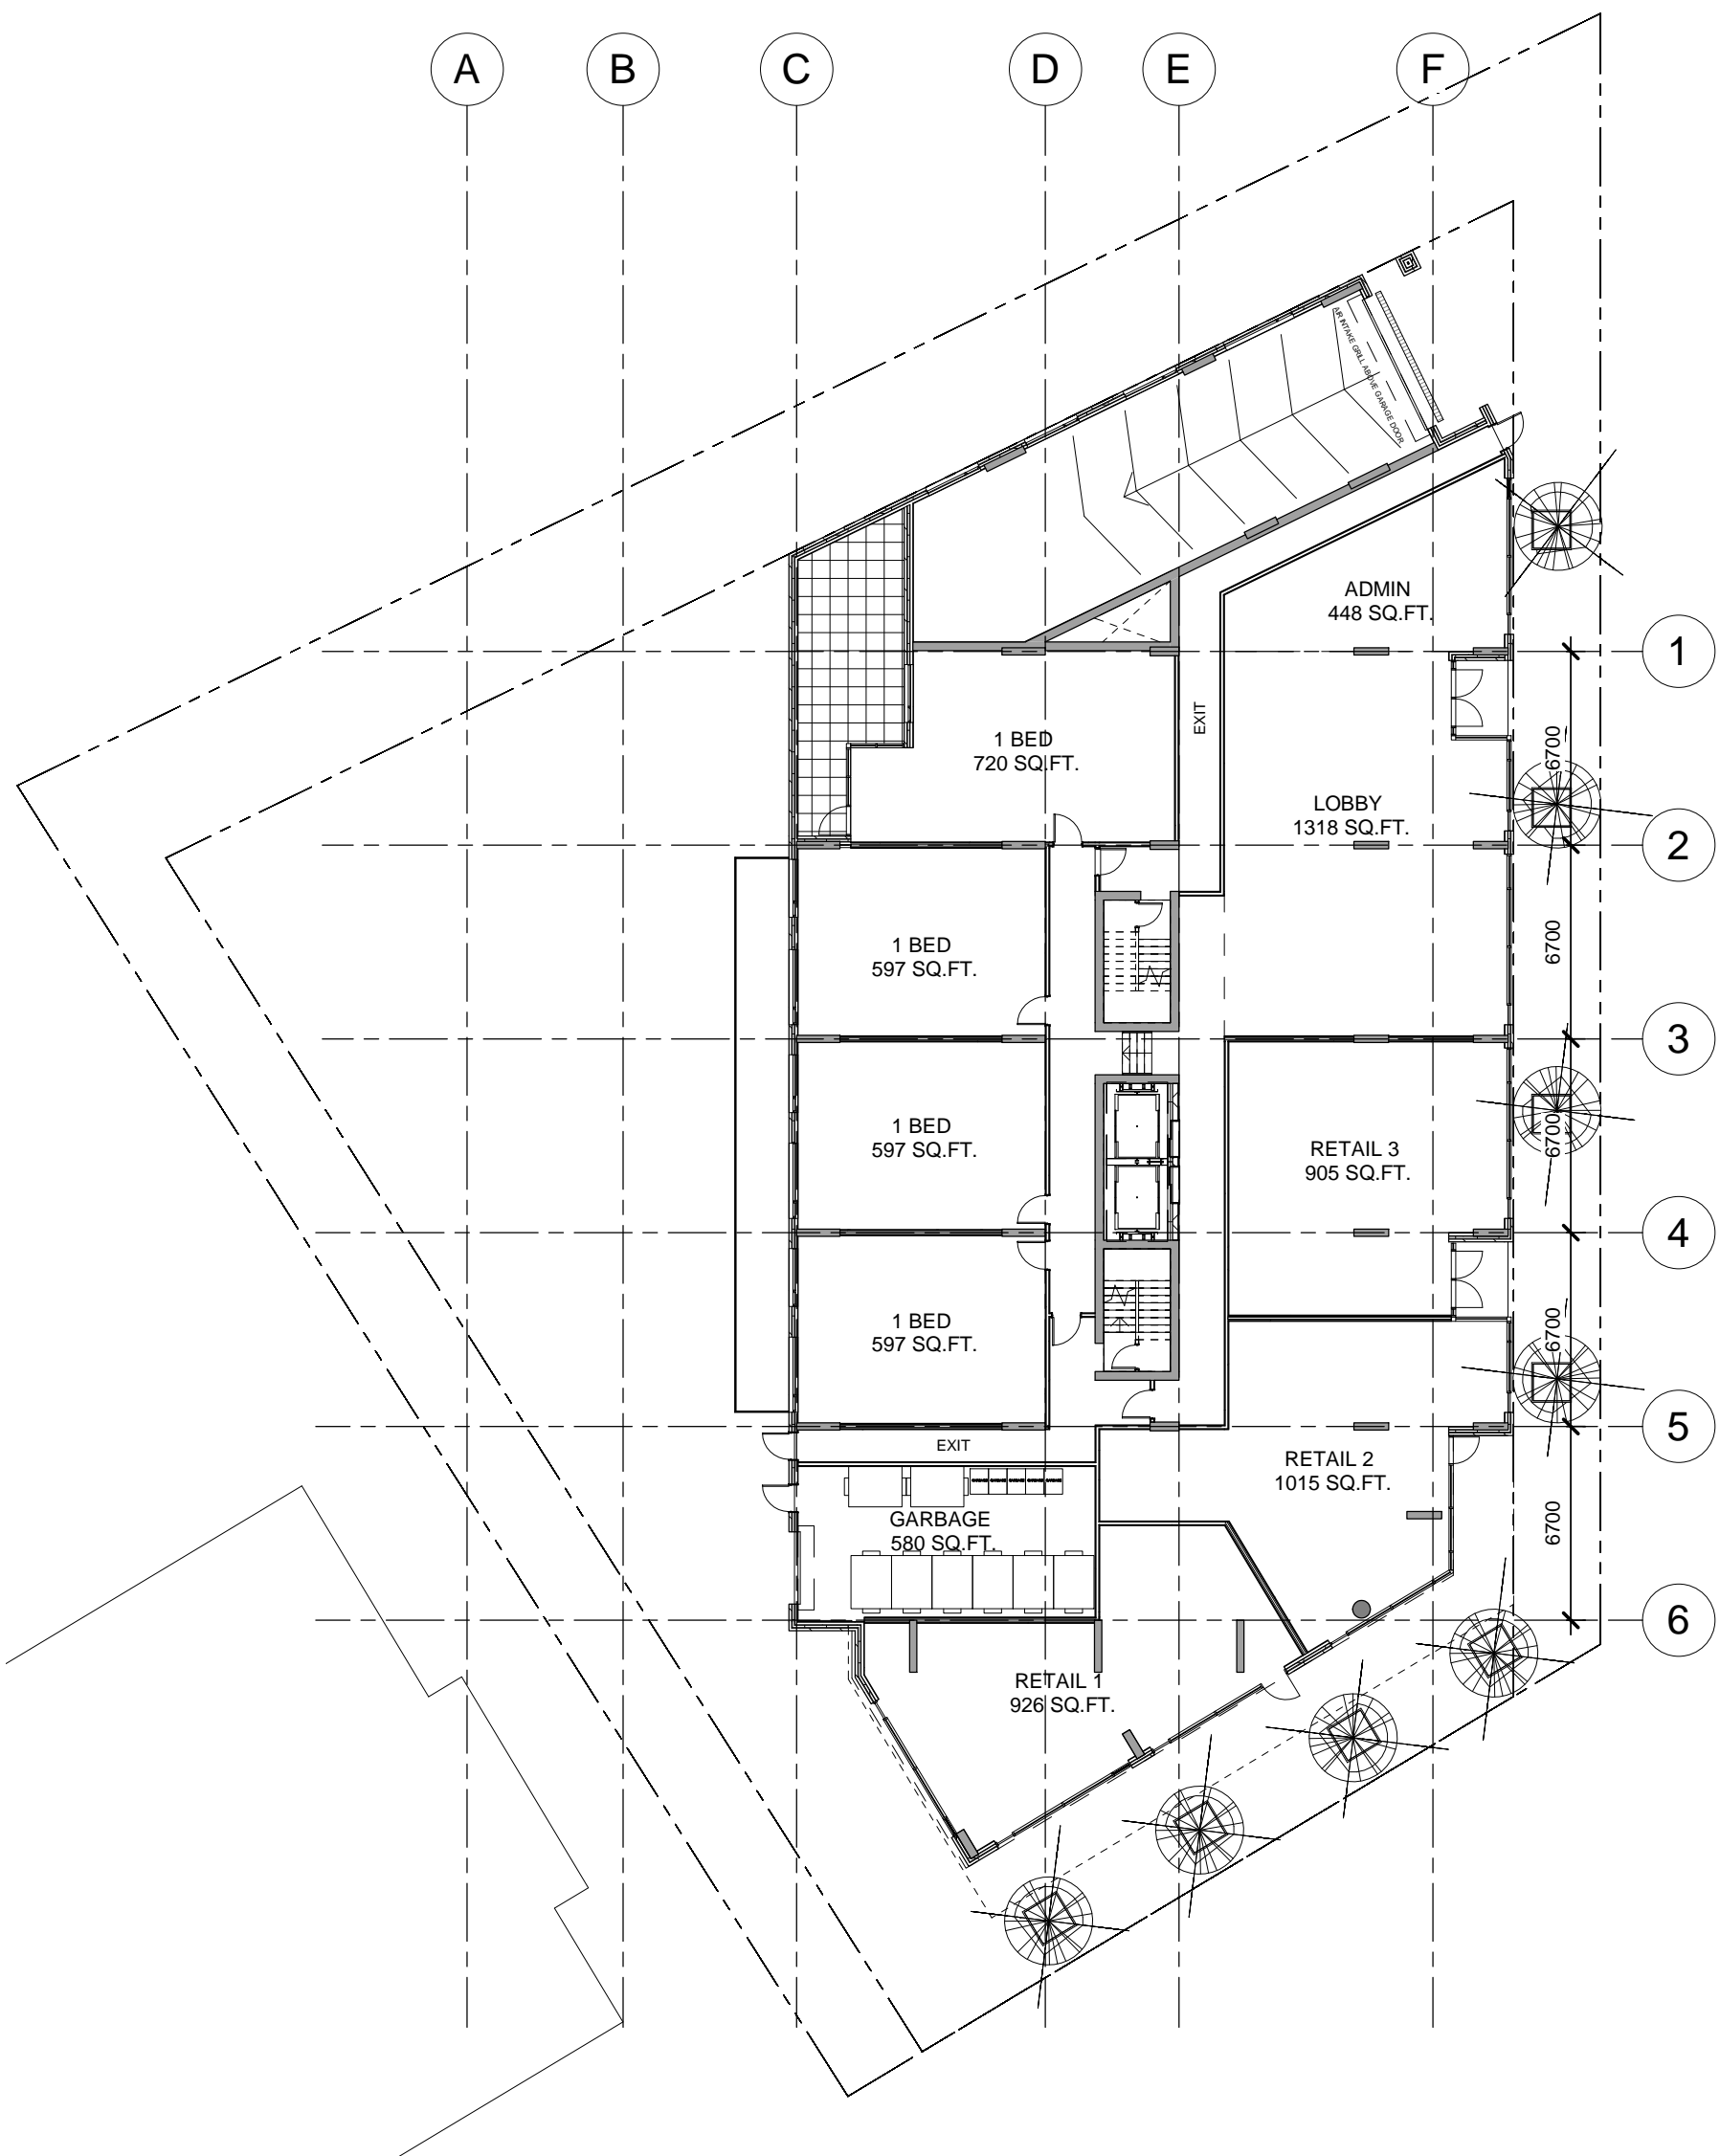 A B C D E F
AIR INTAKE GRILL ABOVE GARAGE DOOR
ADMIN
448 SQ.FT.
1
EXIT
1 BED
720 SQ.FT.
6700
LOBBY
1318 SQ.FT.
2
1 BED
597 SQ.FT.
6700
3
1 BED
597 SQ.FT.
RETAIL 3
905 SQ.FT.
6700
4
1 BED
597 SQ.FT.
6700
5
EXIT
RETAIL 2
1015 SQ.FT.
GARBAGE
580 SQ.FT.
6700
6
RETAIL 1
926 SQ.FT.